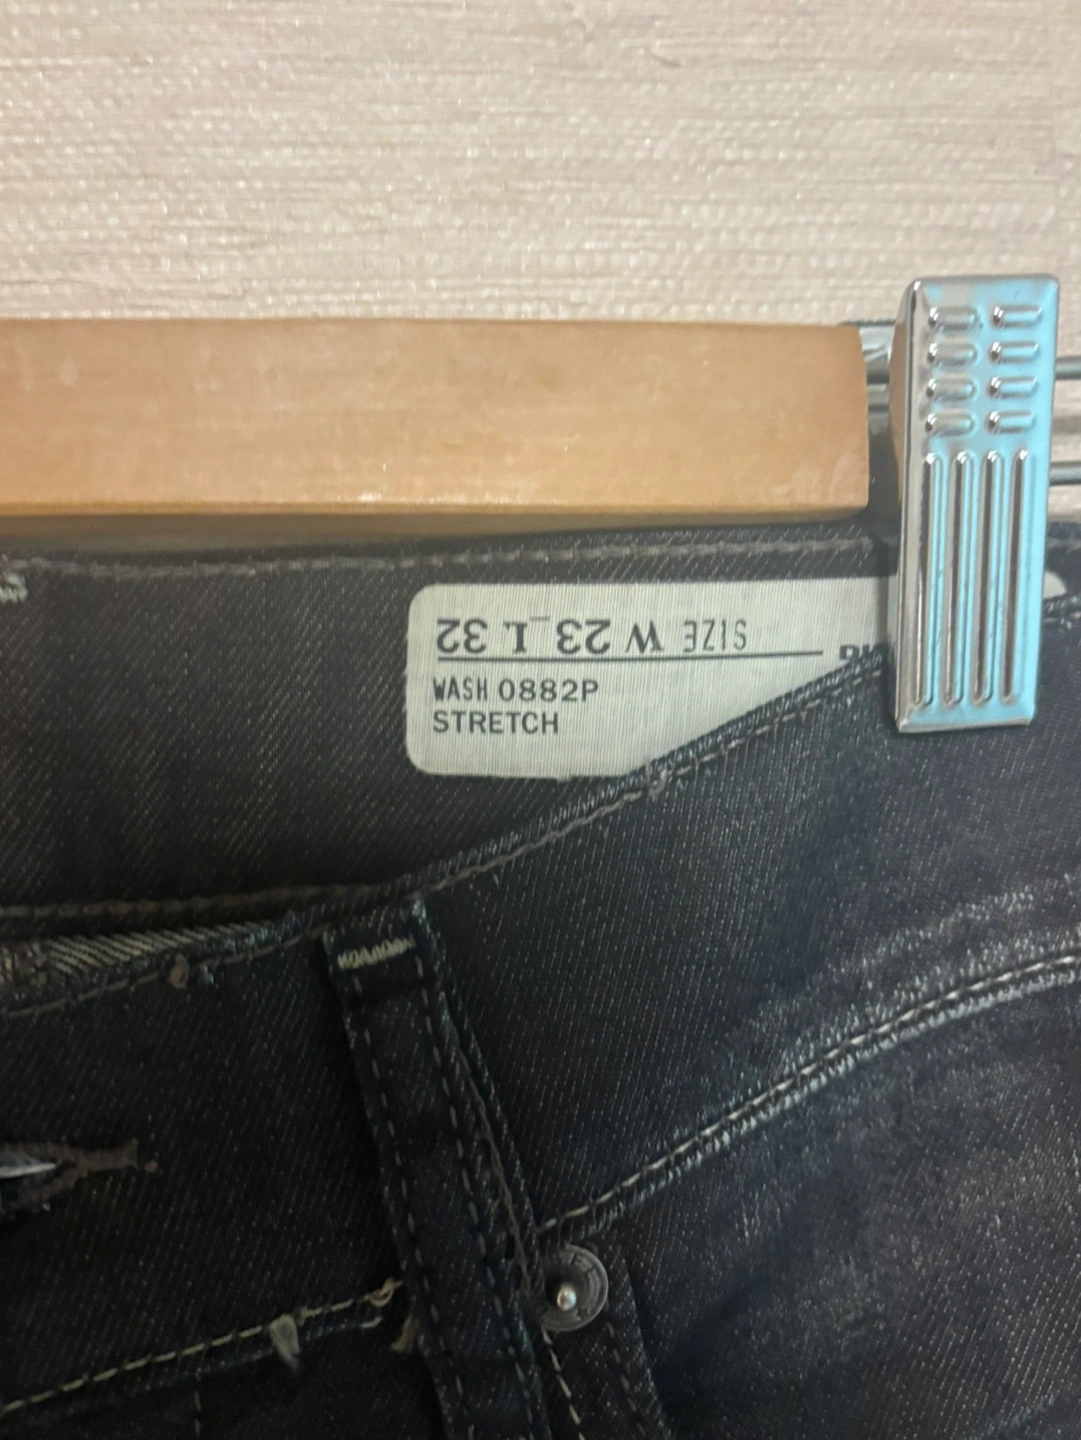 SIZE W 23 L 32
WASH 0882P
STRETCH